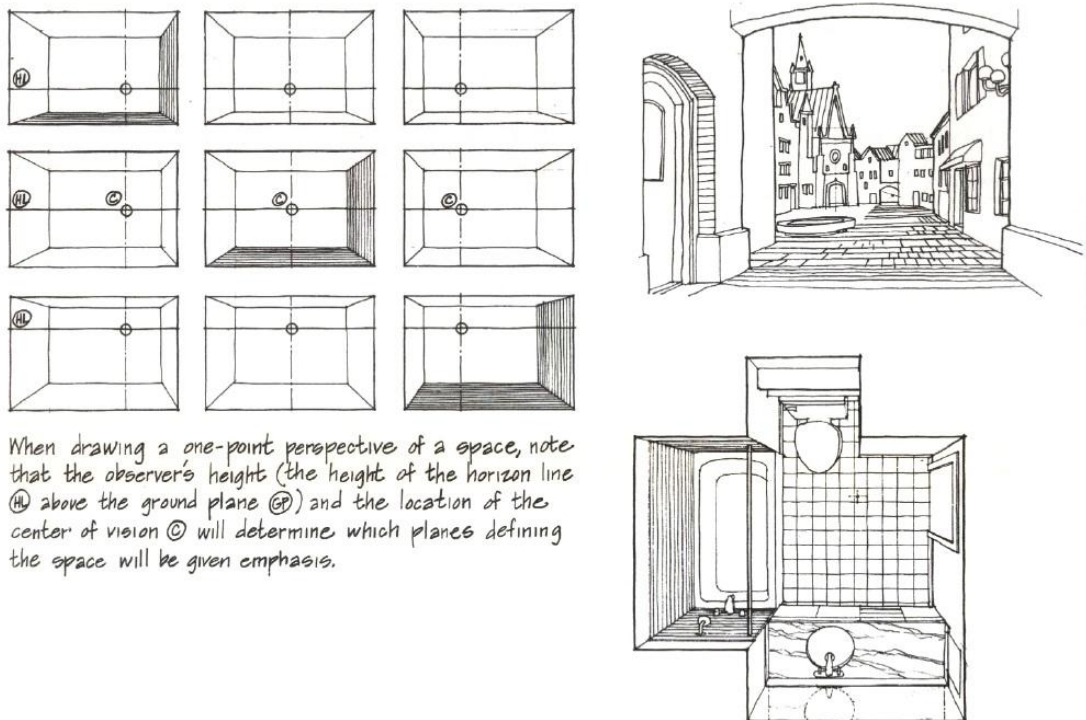 HL
HL
C
C
C
HL
When drawing a one-point perspective of a space, note
that the observer's height (the height of the horizon line
HL above the ground plane GP) and the location of the
center of vision C will determine which planes defining
the space will be given emphasis.